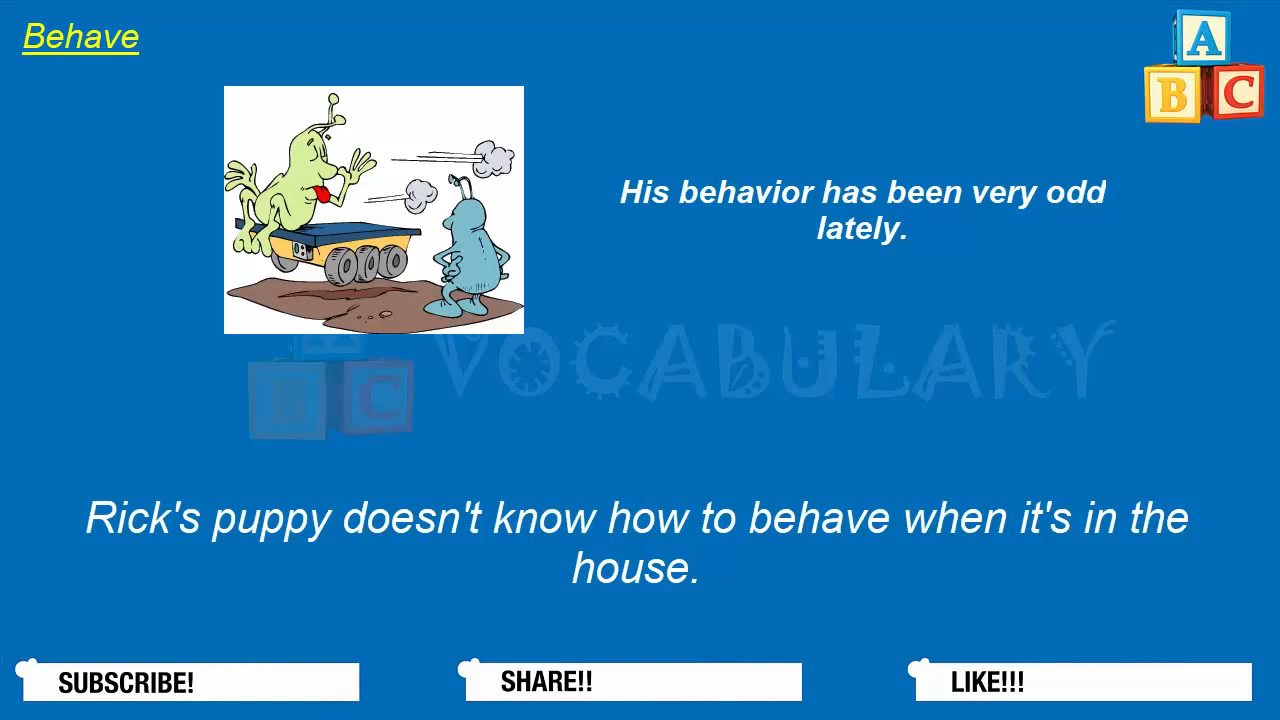 Behave
A
B C
His behavior has been very odd
lately.
A
B C
VOCABULARY
Rick's puppy doesn't know how to behave when it's in the
house.
SUBSCRIBE!
SHARE!!
LIKE!!!